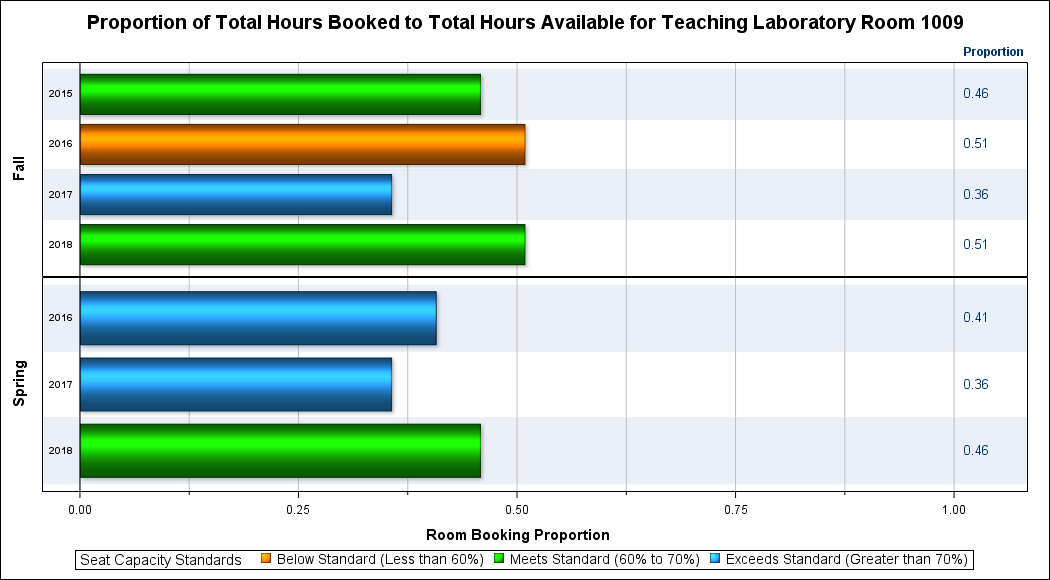 Proportion of Total Hours Booked to Total Hours Available for Teaching Laboratory Room 1009
Proportion
Fall
2015 0.46
2016 0.51
2017 0.36
2018 0.51
Spring
2016 0.41
2017 0.36
2018 0.46
0.00 0.25 0.50 0.75 1.00
Room Booking Proportion
Seat Capacity Standards Below Standard (Less than 60%) Meets Standard (60% to 70%) Exceeds Standard (Greater than 70%)